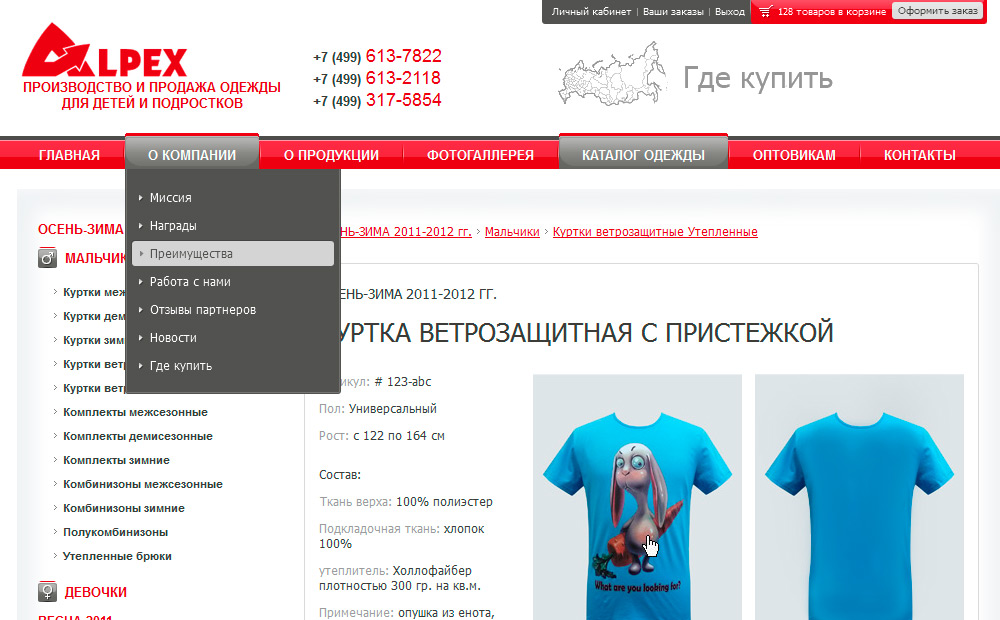 Личный кабинет | Ваши заказы | Выход
128 товаров в корзине
Оформить заказ
ALPEX
ПРОИЗВОДСТВО И ПРОДАЖА ОДЕЖДЫ
ДЛЯ ДЕТЕЙ И ПОДРОСТКОВ
+7 (499) 613-7822
+7 (499) 613-2118
+7 (499) 317-5854
Где купить
ГЛАВНАЯ О КОМПАНИИ О ПРОДУКЦИИ ФОТОГАЛЛЕРЕЯ КАТАЛОГ ОДЕЖДЫ ОПТОВИКАМ КОНТАКТЫ
Миссия
Награды
Преимущества
Работа с нами
Отзывы партнеров
Новости
Где купить
ОСЕНЬ-ЗИМА
МАЛЬЧИК
Куртки меж
Куртки дем
Куртки зим
Куртки ветр
Куртки ветр
Комплекты межсезонные
Комплекты демисезонные
Комплекты зимние
Комбинизоны межсезонные
Комбинизоны зимние
Полукомбинизоны
Утепленные брюки
ДЕВОЧКИ
ВЕСНА 2011
НЬ-ЗИМА 2011-2012 гг. › Мальчики › Куртки ветрозащитные Утепленные
ЕНЬ-ЗИМА 2011-2012 ГГ.
УРТКА ВЕТРОЗАЩИТНАЯ С ПРИСТЕЖКОЙ
икул: # 123-abc
Пол: Универсальный
Рост: с 122 по 164 см
Состав:
Ткань верха: 100% полиэстер
Подкладочная ткань: хлопок
100%
утеплитель: Холлофайбер
плотностью 300 гр. на кв.м.
Примечание: опушка из енота,
What are you looking for?